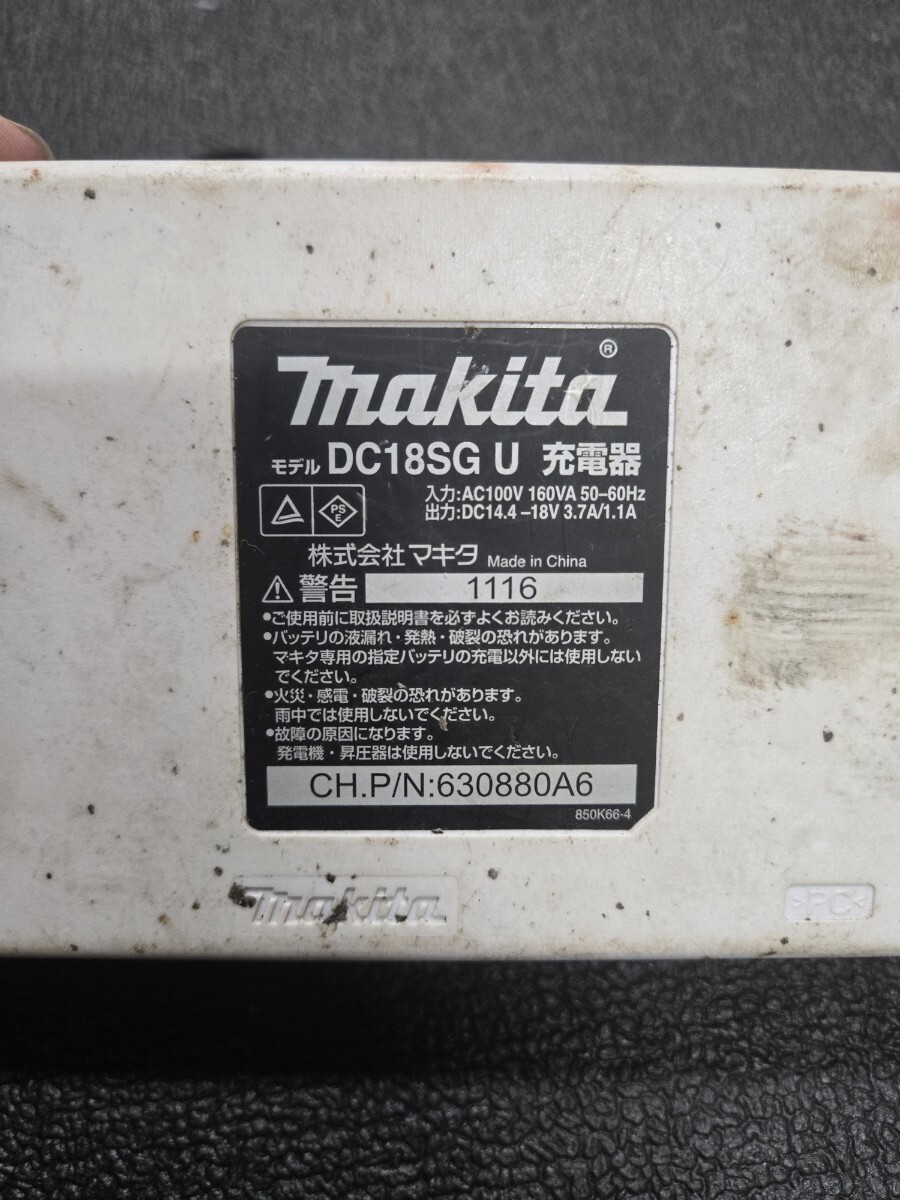 makita®
モデル DC18SG U 充電器
入力:AC100V 160VA 50–60Hz
出力:DC14.4 –18V 3.7A/1.1A
PS
E
株式会社 マキタ Made in China
警告 1116
•ご使用前に取扱説明書を必ずよくお読みください。
•バッテリの液漏れ・発熱・破裂の恐れがあります。
マキタ専用の指定バッテリの充電以外には使用しない
でください。
•火災・感電・破裂の恐れがあります。
雨中では使用しないでください。
•故障の原因になります。
発電機・昇圧器は使用しないでください。
CH.P/N:630880A6
850K66-4
makita
>PC<